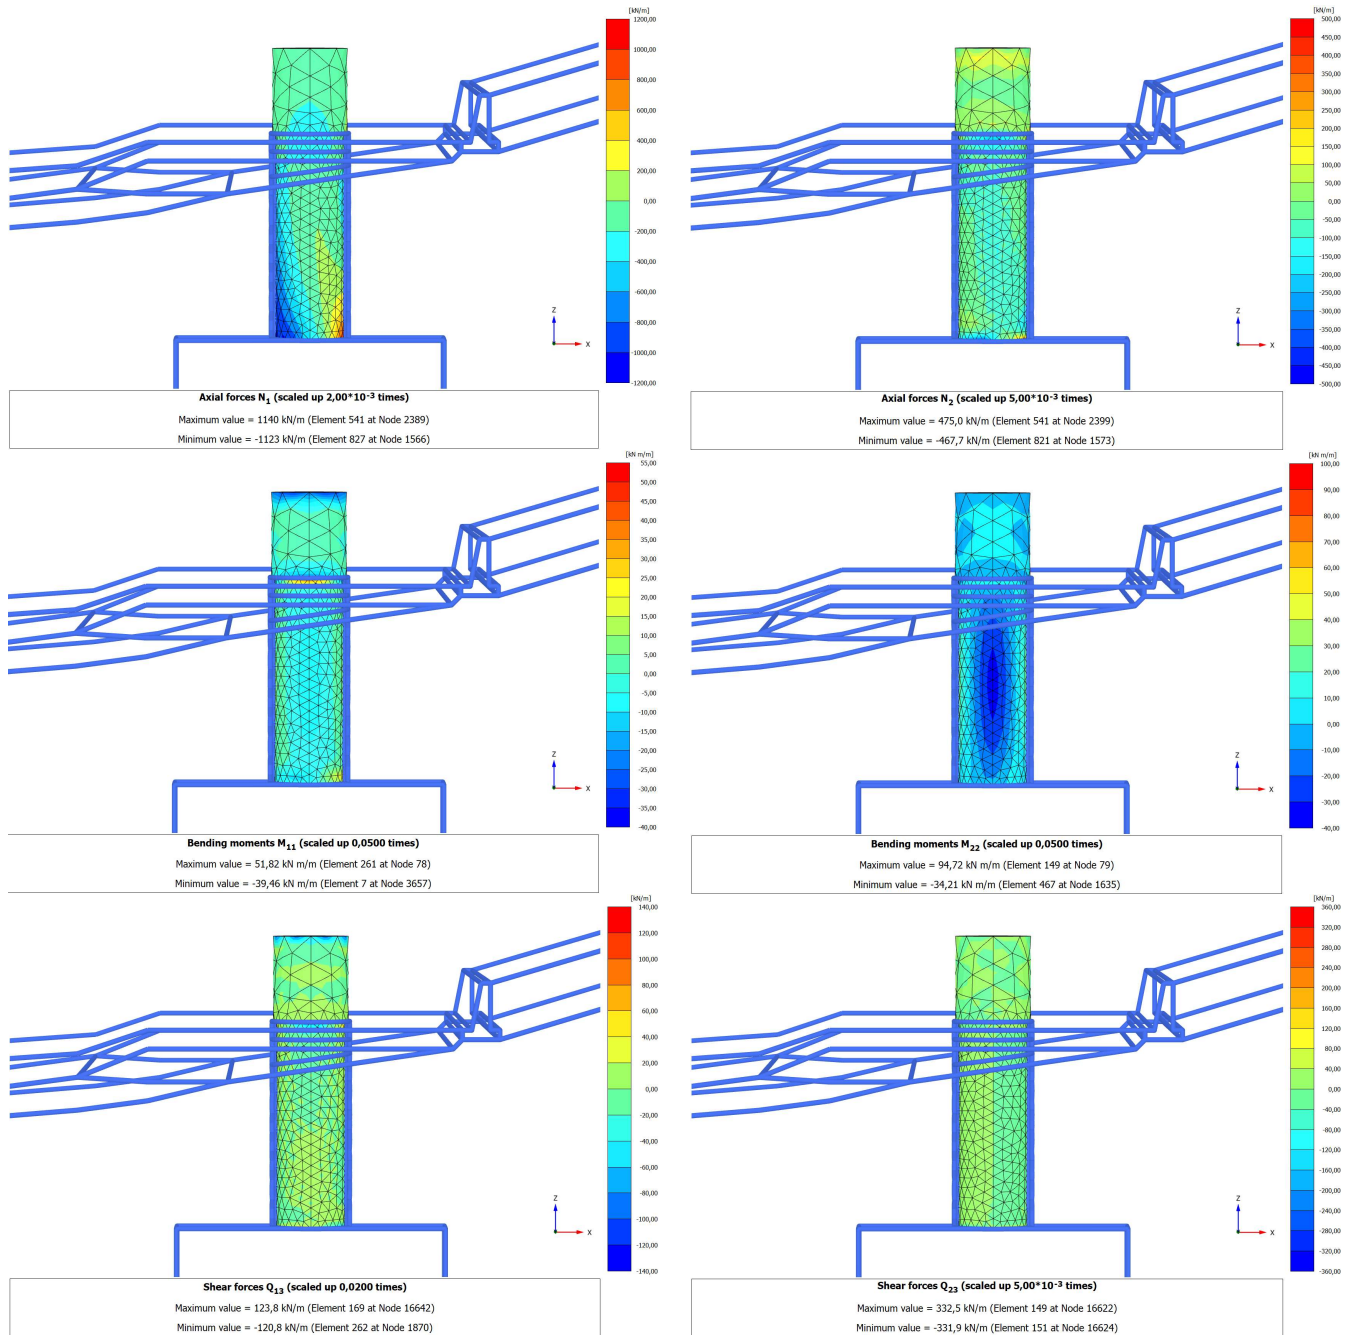 [kN/m]
1200,00
1000,00
800,00
600,00
400,00
200,00
0,00
-200,00
-400,00
-600,00
-800,00
-1000,00
-1200,00
Z
X
Axial forces N1 (scaled up 2,00*10-3 times)
Maximum value = 1140 kN/m (Element 541 at Node 2389)
Minimum value = -1123 kN/m (Element 827 at Node 1566)
[kN/m]
500,00
450,00
400,00
350,00
300,00
250,00
200,00
150,00
100,00
50,00
0,00
-50,00
-100,00
-150,00
-200,00
-250,00
-300,00
-350,00
-400,00
-450,00
-500,00
Z
X
Axial forces N2 (scaled up 5,00*10-3 times)
Maximum value = 475,0 kN/m (Element 541 at Node 2399)
Minimum value = -467,7 kN/m (Element 821 at Node 1573)
[kN m/m]
55,00
50,00
45,00
40,00
35,00
30,00
25,00
20,00
15,00
10,00
5,00
0,00
-5,00
-10,00
-15,00
-20,00
-25,00
-30,00
-35,00
-40,00
Z
X
Bending moments M11 (scaled up 0,0500 times)
Maximum value = 51,82 kN m/m (Element 261 at Node 78)
Minimum value = -39,46 kN m/m (Element 7 at Node 3657)
[kN m/m]
100,00
90,00
80,00
70,00
60,00
50,00
40,00
30,00
20,00
10,00
0,00
-10,00
-20,00
-30,00
-40,00
Z
X
Bending moments M22 (scaled up 0,0500 times)
Maximum value = 94,72 kN m/m (Element 149 at Node 79)
Minimum value = -34,21 kN m/m (Element 467 at Node 1635)
[kN/m]
140,00
120,00
100,00
80,00
60,00
40,00
20,00
0,00
-20,00
-40,00
-60,00
-80,00
-100,00
-120,00
-140,00
Z
X
Shear forces Q13 (scaled up 0,0200 times)
Maximum value = 123,8 kN/m (Element 169 at Node 16642)
Minimum value = -120,8 kN/m (Element 262 at Node 1870)
[kN/m]
360,00
320,00
280,00
240,00
200,00
160,00
120,00
80,00
40,00
0,00
-40,00
-80,00
-120,00
-160,00
-200,00
-240,00
-280,00
-320,00
-360,00
Z
X
Shear forces Q23 (scaled up 5,00*10-3 times)
Maximum value = 332,5 kN/m (Element 149 at Node 16622)
Minimum value = -331,9 kN/m (Element 151 at Node 16624)